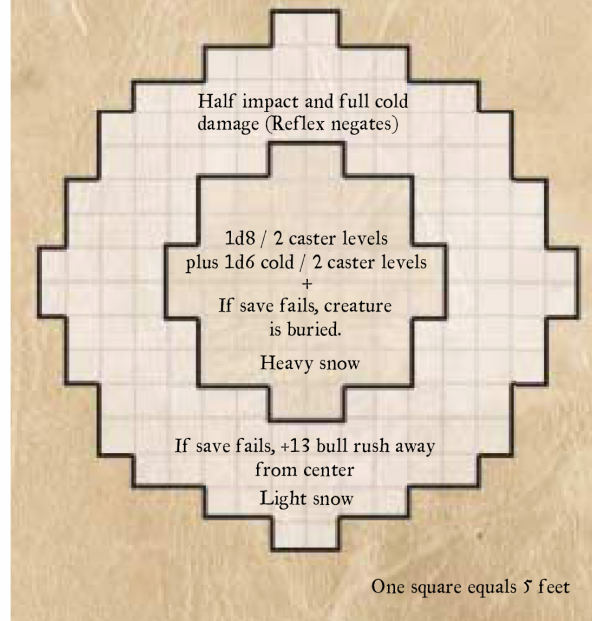 Half impact and full cold
damage (Reflex negates)
1d8 / 2 caster levels
plus 1d6 cold / 2 caster levels
+
If save fails, creature
is buried.
Heavy snow
If save fails, +13 bull rush away
from center
Light snow
One square equals 5 feet